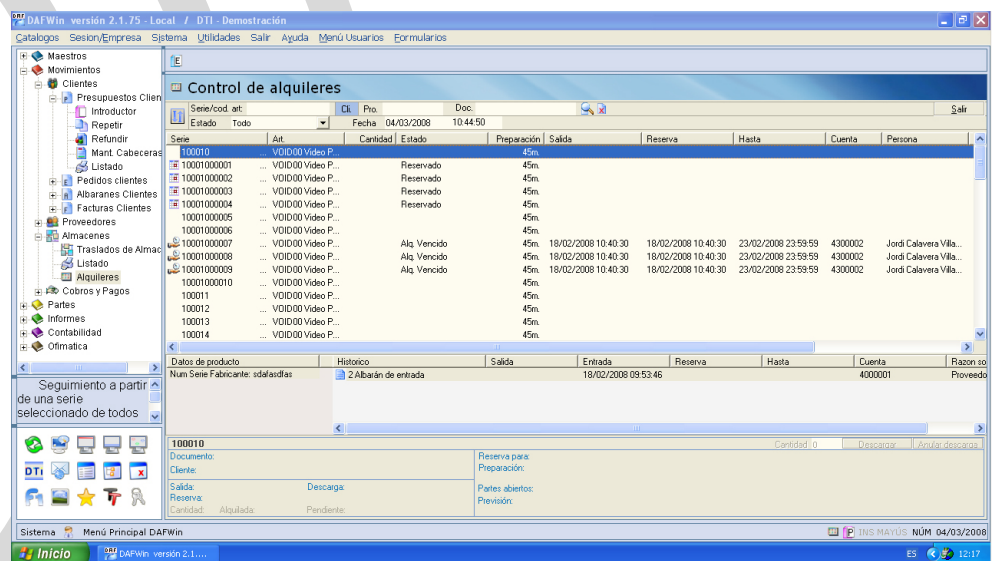 DAFWin versión 2.1.75 - Local / DTI - Demostración
Catalogos Sesion/Empresa Sistema Utilidades Salir Ayuda Menú Usuarios Formularios
Maestros
Movimientos
Clientes
Presupuestos Clien
Introductor
Repetir
Refundir
Mant. Cabeceras
Listado
Pedidos clientes
Albaranes Clientes
Facturas Clientes
Proveedores
Almacenes
Traslados de Almac
Listado
Alquileres
Cobros y Pagos
Partes
Informes
Contabilidad
Ofimatica
Seguimiento a partir
de una serie
seleccionado de todos
Control de alquileres
Serie/cod. art: Cli. Pro. Doc. Salir
Estado Todo Fecha 04/03/2008 10:44:50
Serie Art. Cantidad Estado Preparación Salida Reserva Hasta Cuenta Persona
100010 ... VOID00 Video P... 45m.
10001000001 ... VOID00 Video P... Reservado 45m.
10001000002 ... VOID00 Video P... Reservado 45m.
10001000003 ... VOID00 Video P... Reservado 45m.
10001000004 ... VOID00 Video P... Reservado 45m.
10001000005 ... VOID00 Video P... 45m.
10001000006 ... VOID00 Video P... 45m.
10001000007 ... VOID00 Video P... Alq. Vencido 45m. 18/02/2008 10:40:30 18/02/2008 10:40:30 23/02/2008 23:59:59 4300002 Jordi Calavera Villa...
10001000008 ... VOID00 Video P... Alq. Vencido 45m. 18/02/2008 10:40:30 18/02/2008 10:40:30 23/02/2008 23:59:59 4300002 Jordi Calavera Villa...
10001000009 ... VOID00 Video P... Alq. Vencido 45m. 18/02/2008 10:40:30 18/02/2008 10:40:30 23/02/2008 23:59:59 4300002 Jordi Calavera Villa...
10001000010 ... VOID00 Video P... 45m.
100011 ... VOID00 Video P... 45m.
100012 ... VOID00 Video P... 45m.
100013 ... VOID00 Video P... 45m.
100014 ... VOID00 Video P... 45m.
Datos de producto Historico Salida Entrada Reserva Hasta Cuenta Razon so
Num Serie Fabricante: sdafasdfas 2 Albarán de entrada 18/02/2008 09:53:46 4000001 Proveedo
100010 Cantidad 0 Descargar Anular descarga
Documento: Reserva para:
Cliente: Preparación:
Salida: Descarga: Partes abiertos:
Reserva: Previsión:
Cantidad: Alquilada: Pendiente:
Sistema Menú Principal DAFWin INS MAYÚS NÚM 04/03/2008
Inicio DAFWin versión 2.1.... ES 12:17